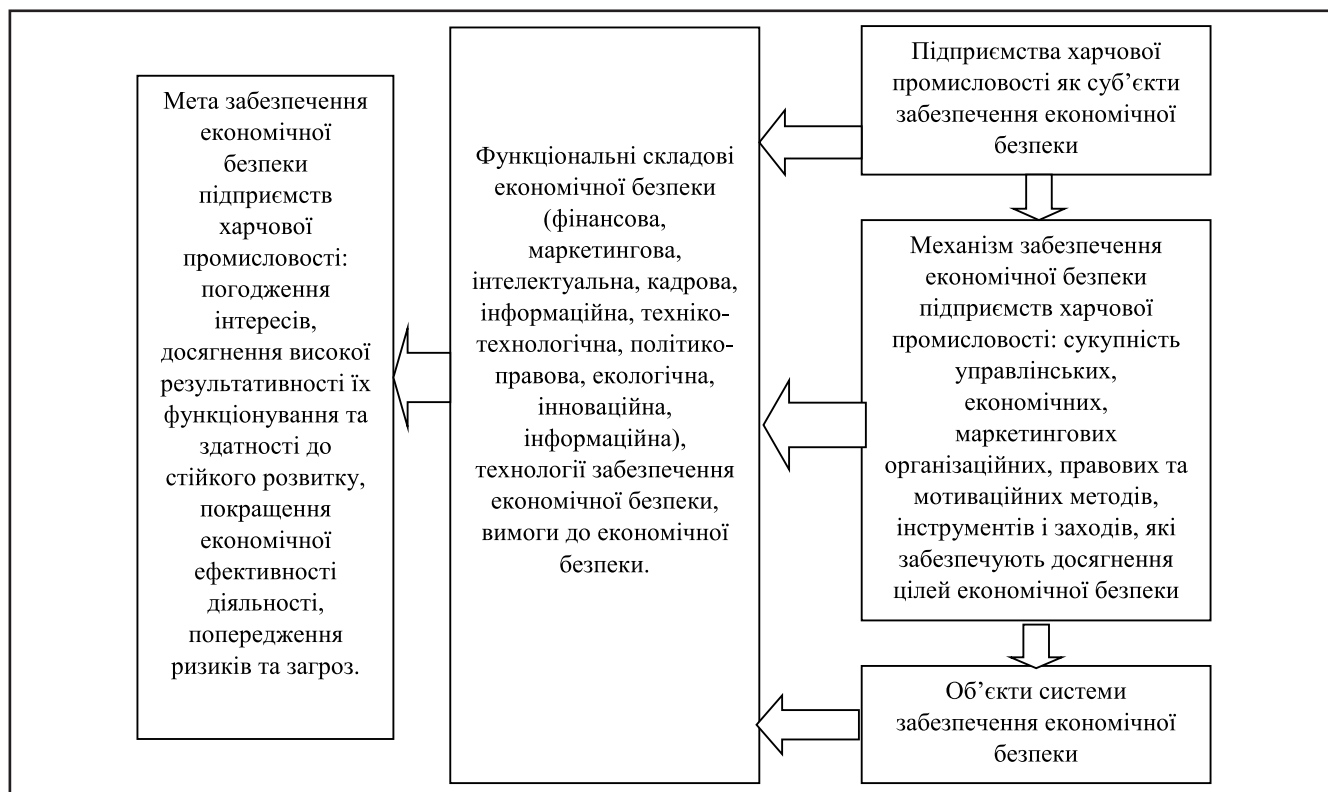 Мета забезпечення
економічної
безпеки
підприємств
харчової
промисловості:
погодження
інтересів,
досягнення високої
результативності їх
функціонування та
здатності до
стійкого розвитку,
покращення
економічної
ефективності
діяльності,
попередження
ризиків та загроз.
Функціональні складові
економічної безпеки
(фінансова,
маркетингова,
інтелектуальна, кадрова,
інформаційна, техніко-
технологічна, політико-
правова, екологічна,
інноваційна,
інформаційна),
технології забезпечення
економічної безпеки,
вимоги до економічної
безпеки.
Підприємства харчової
промисловості як суб’єкти
забезпечення економічної
безпеки
Механізм забезпечення
економічної безпеки
підприємств харчової
промисловості: сукупність
управлінських,
економічних,
маркетингових
організаційних, правових та
мотиваційних методів,
інструментів і заходів, які
забезпечують досягнення
цілей економічної безпеки
Об’єкти системи
забезпечення економічної
безпеки